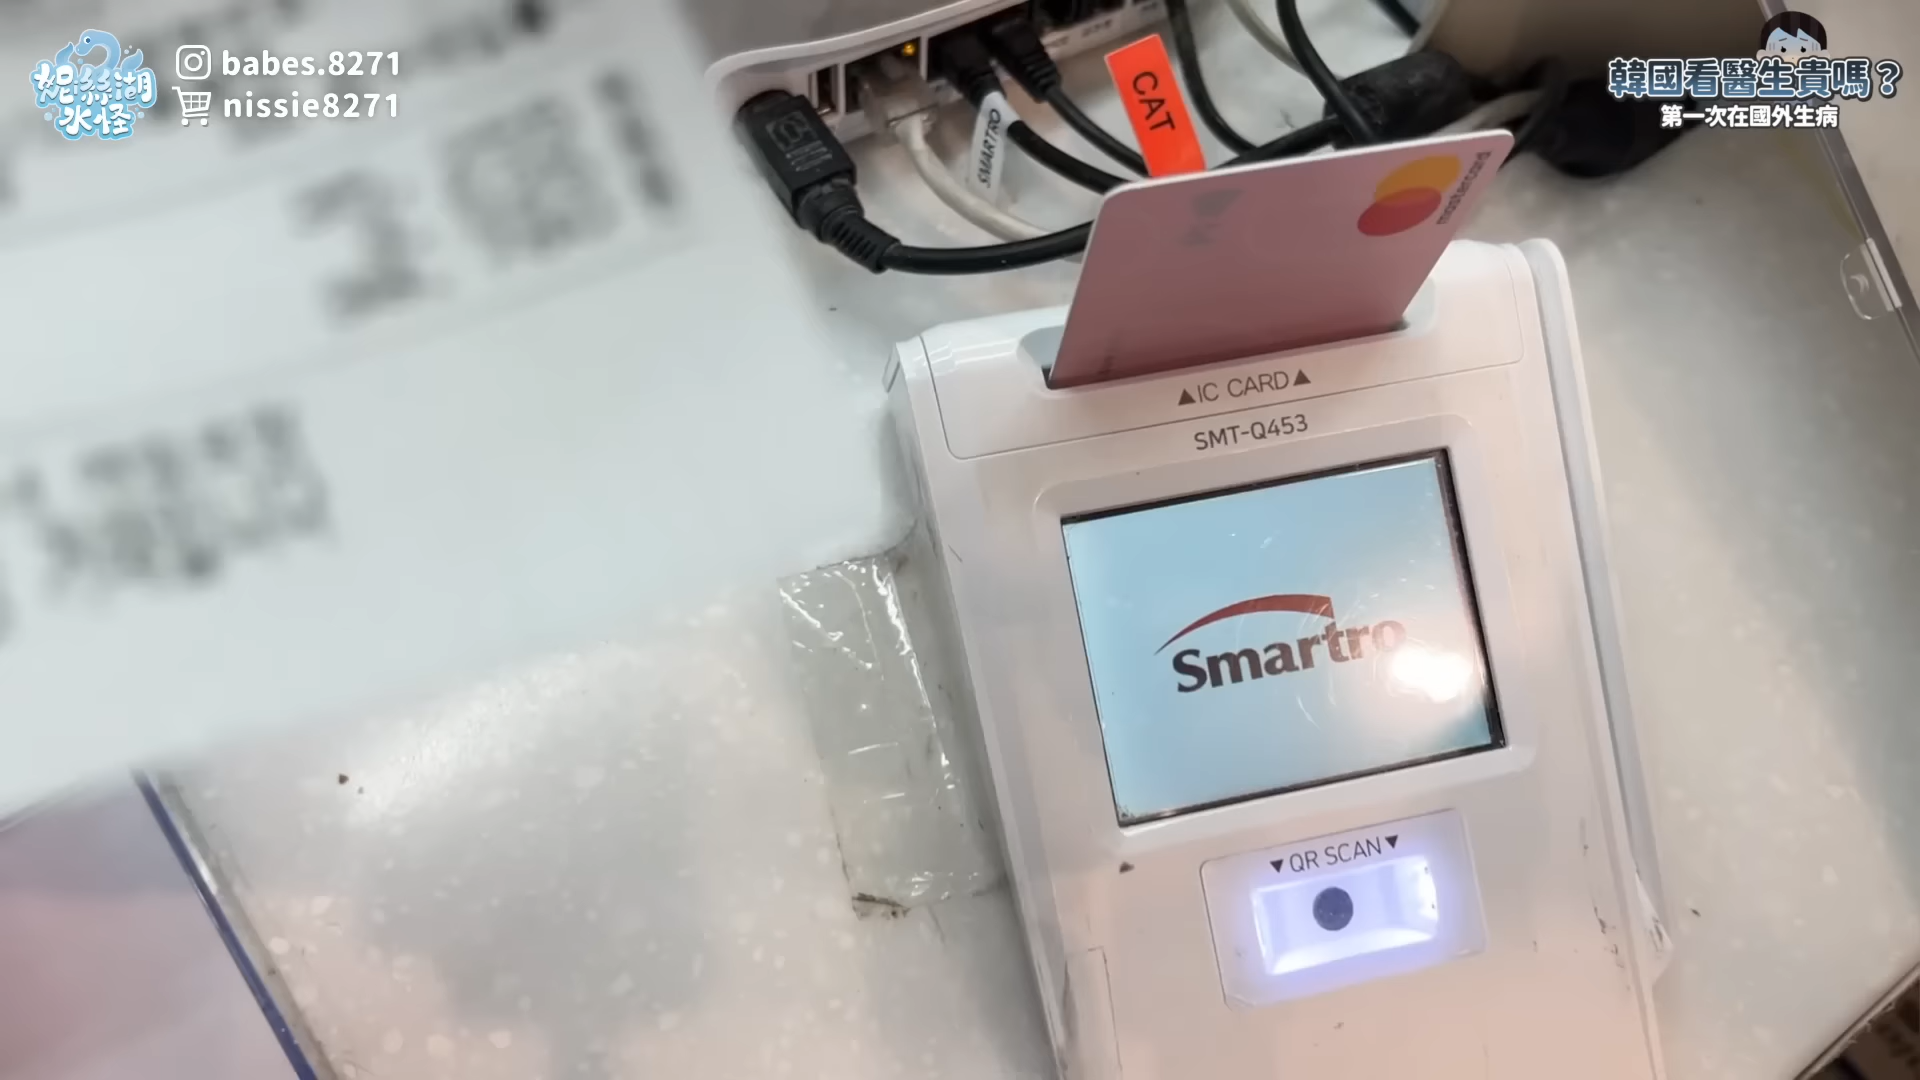 妮絲湖水怪
babes.8271
nissie8271
韓國看醫生貴嗎？
第一次在國外生病
CAT
SMARTRO
mastercard
▲IC CARD▲
SMT-Q453
Smartro
▼QR SCAN▼